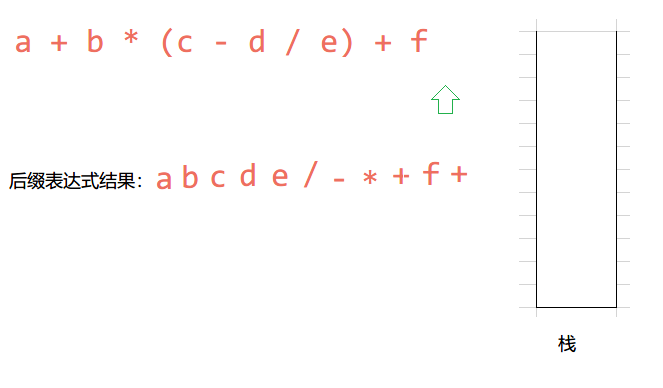 a + b * (c - d / e) + f
后缀表达式结果： a b c d e / - * + f +
栈